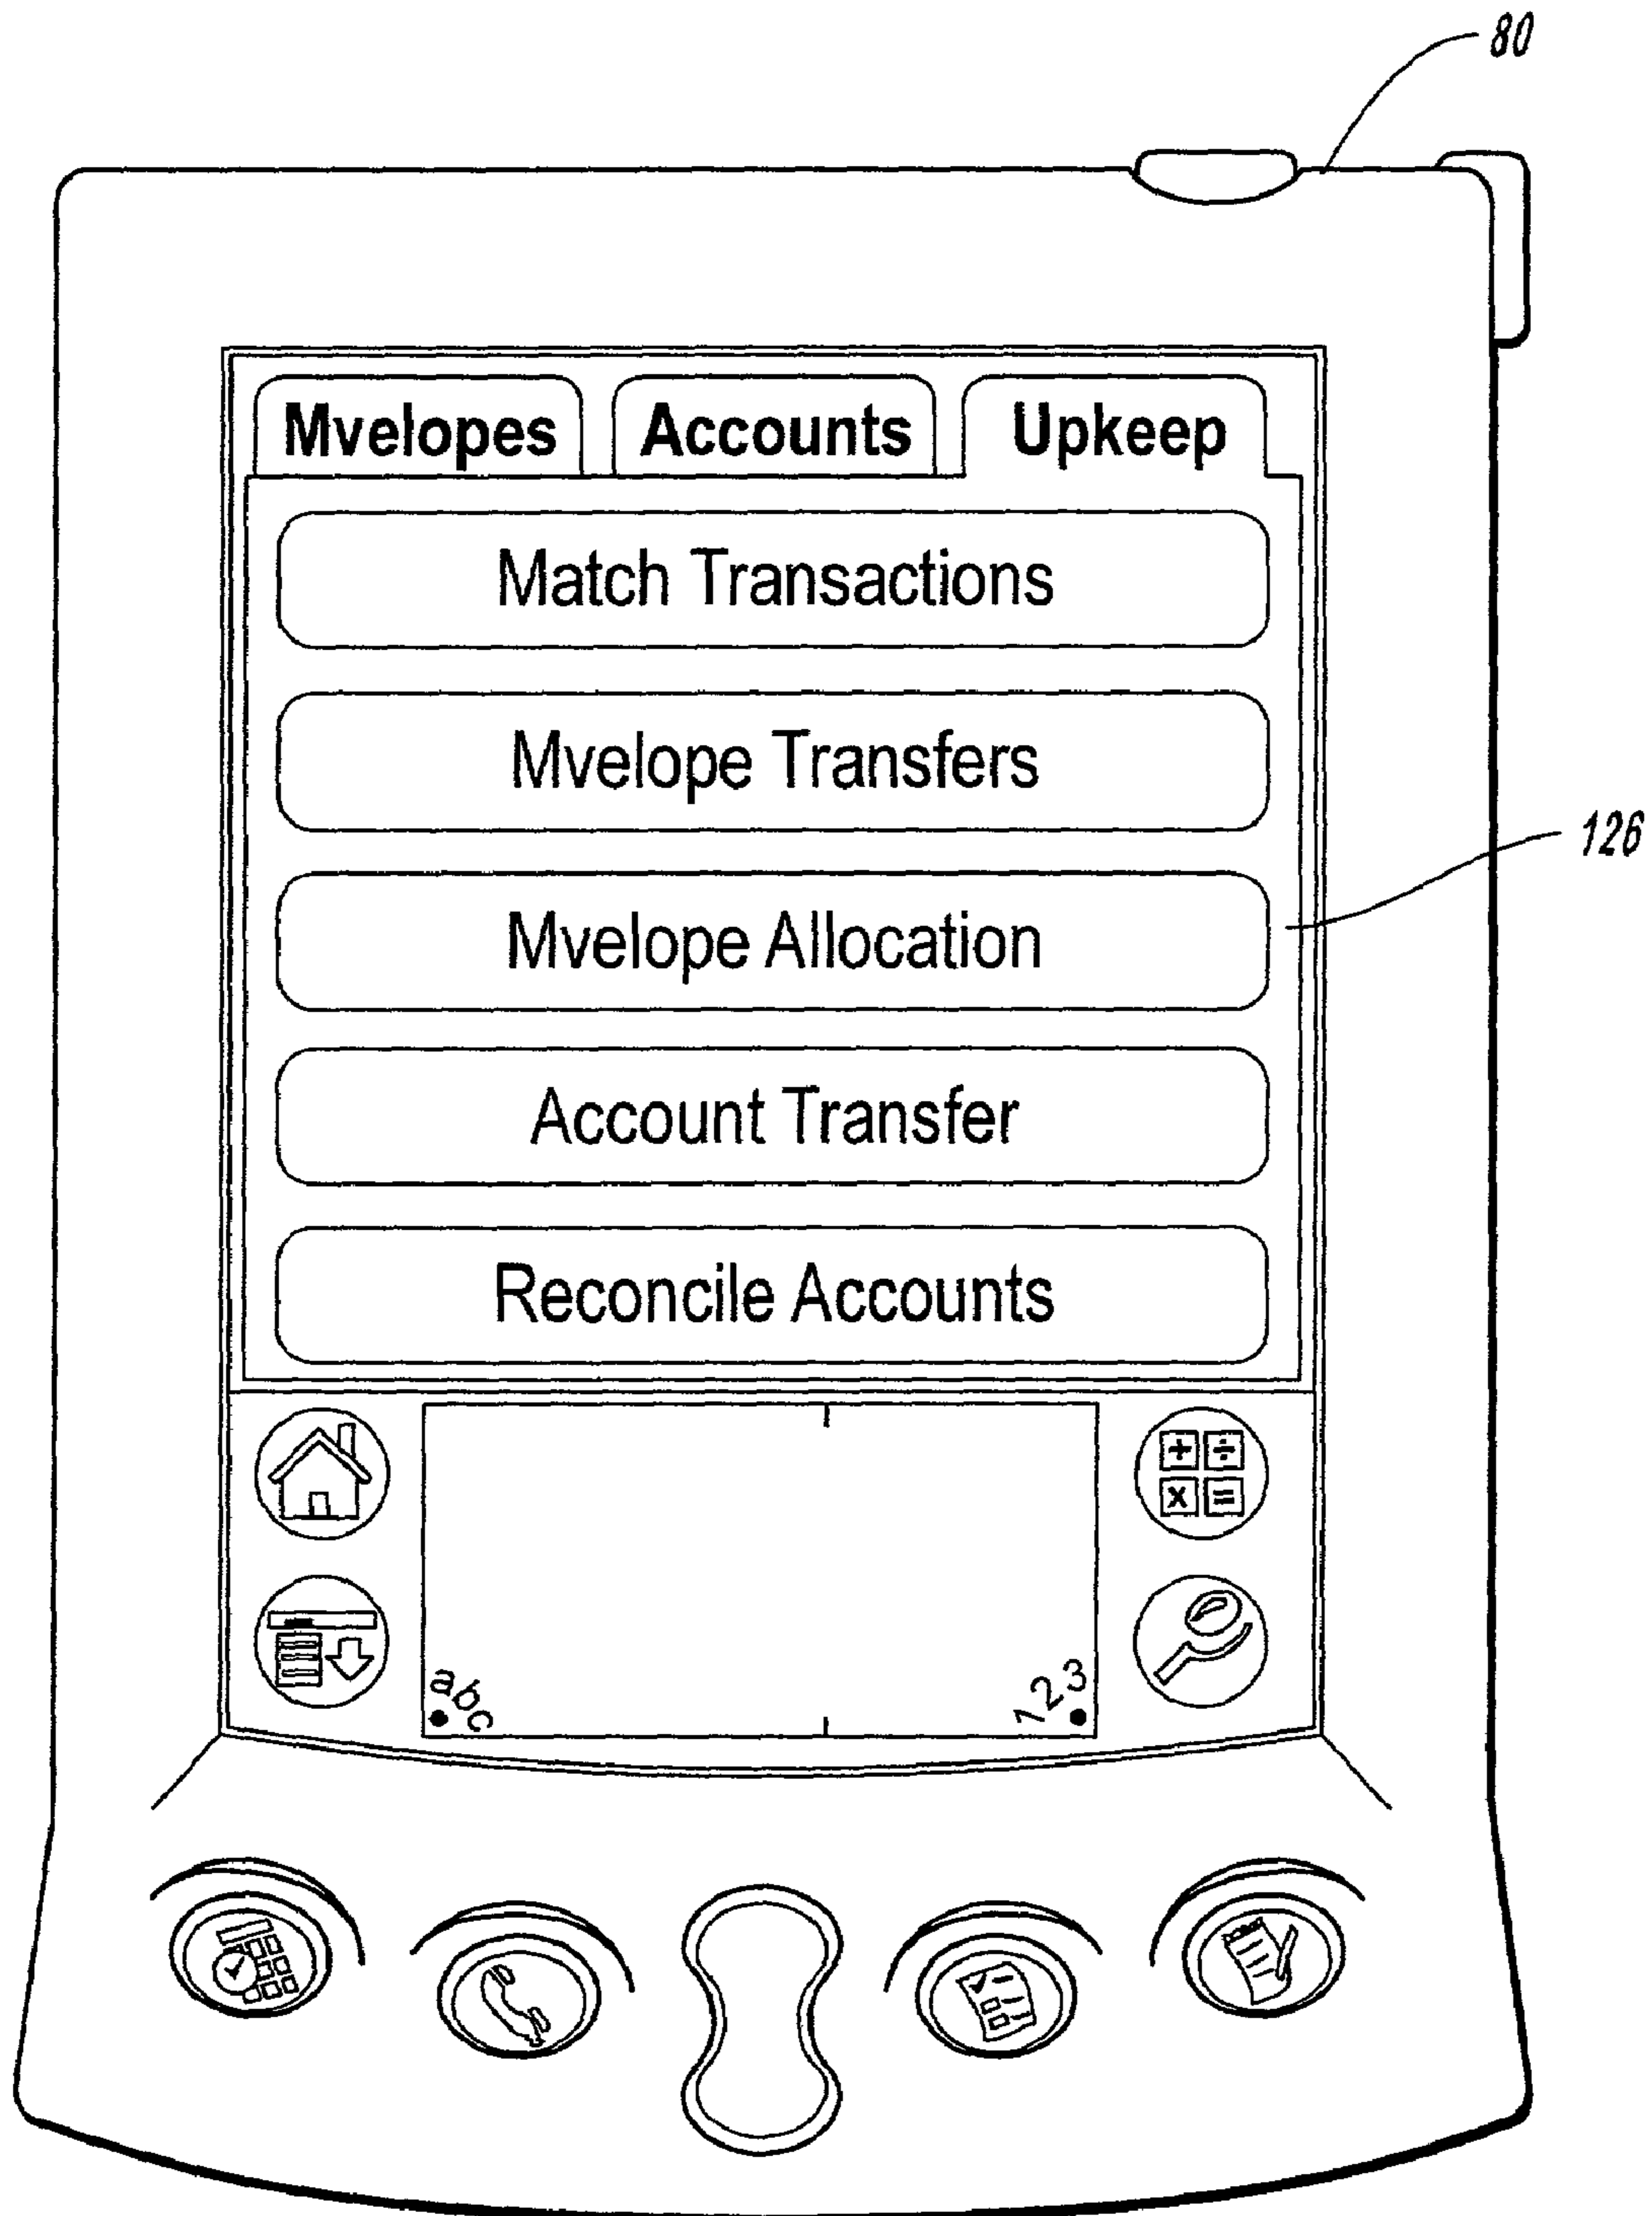 80
Mvelopes Accounts Upkeep
Match Transactions
Mvelope Transfers
126
Mvelope Allocation
Account Transfer
Reconcile Accounts
+ ÷
x =
abc 123